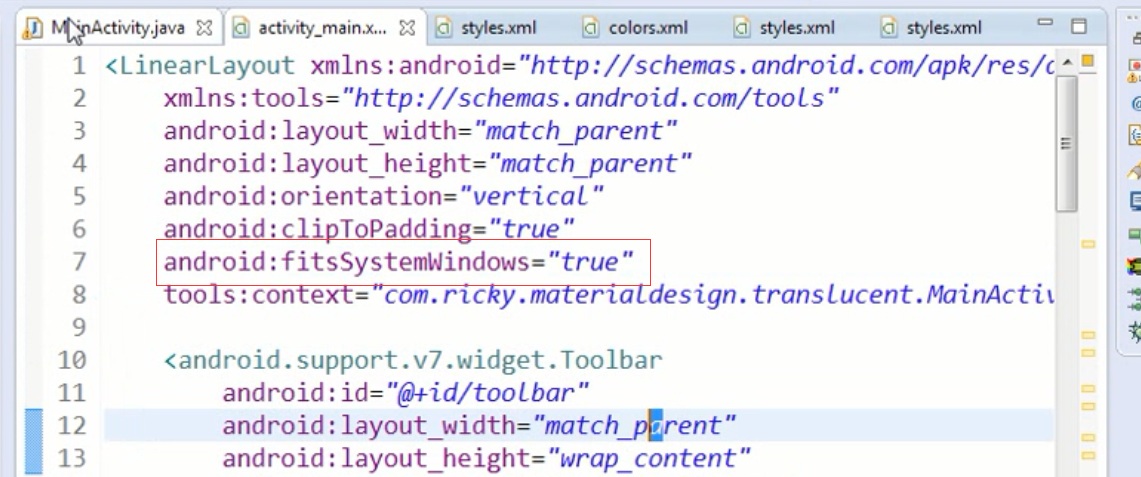 MainActivity.java activity_main.x... styles.xml colors.xml styles.xml styles.xml
1 <LinearLayout xmlns:android="http://schemas.android.com/apk/res/
2 xmlns:tools="http://schemas.android.com/tools"
3 android:layout_width="match_parent"
4 android:layout_height="match_parent"
5 android:orientation="vertical"
6 android:clipToPadding="true"
7 android:fitsSystemWindows="true"
8 tools:context="com.ricky.materialdesign.translucent.MainActiv
9
10 <android.support.v7.widget.Toolbar
11 android:id="@+id/toolbar"
12 android:layout_width="match_parent"
13 android:layout_height="wrap_content"